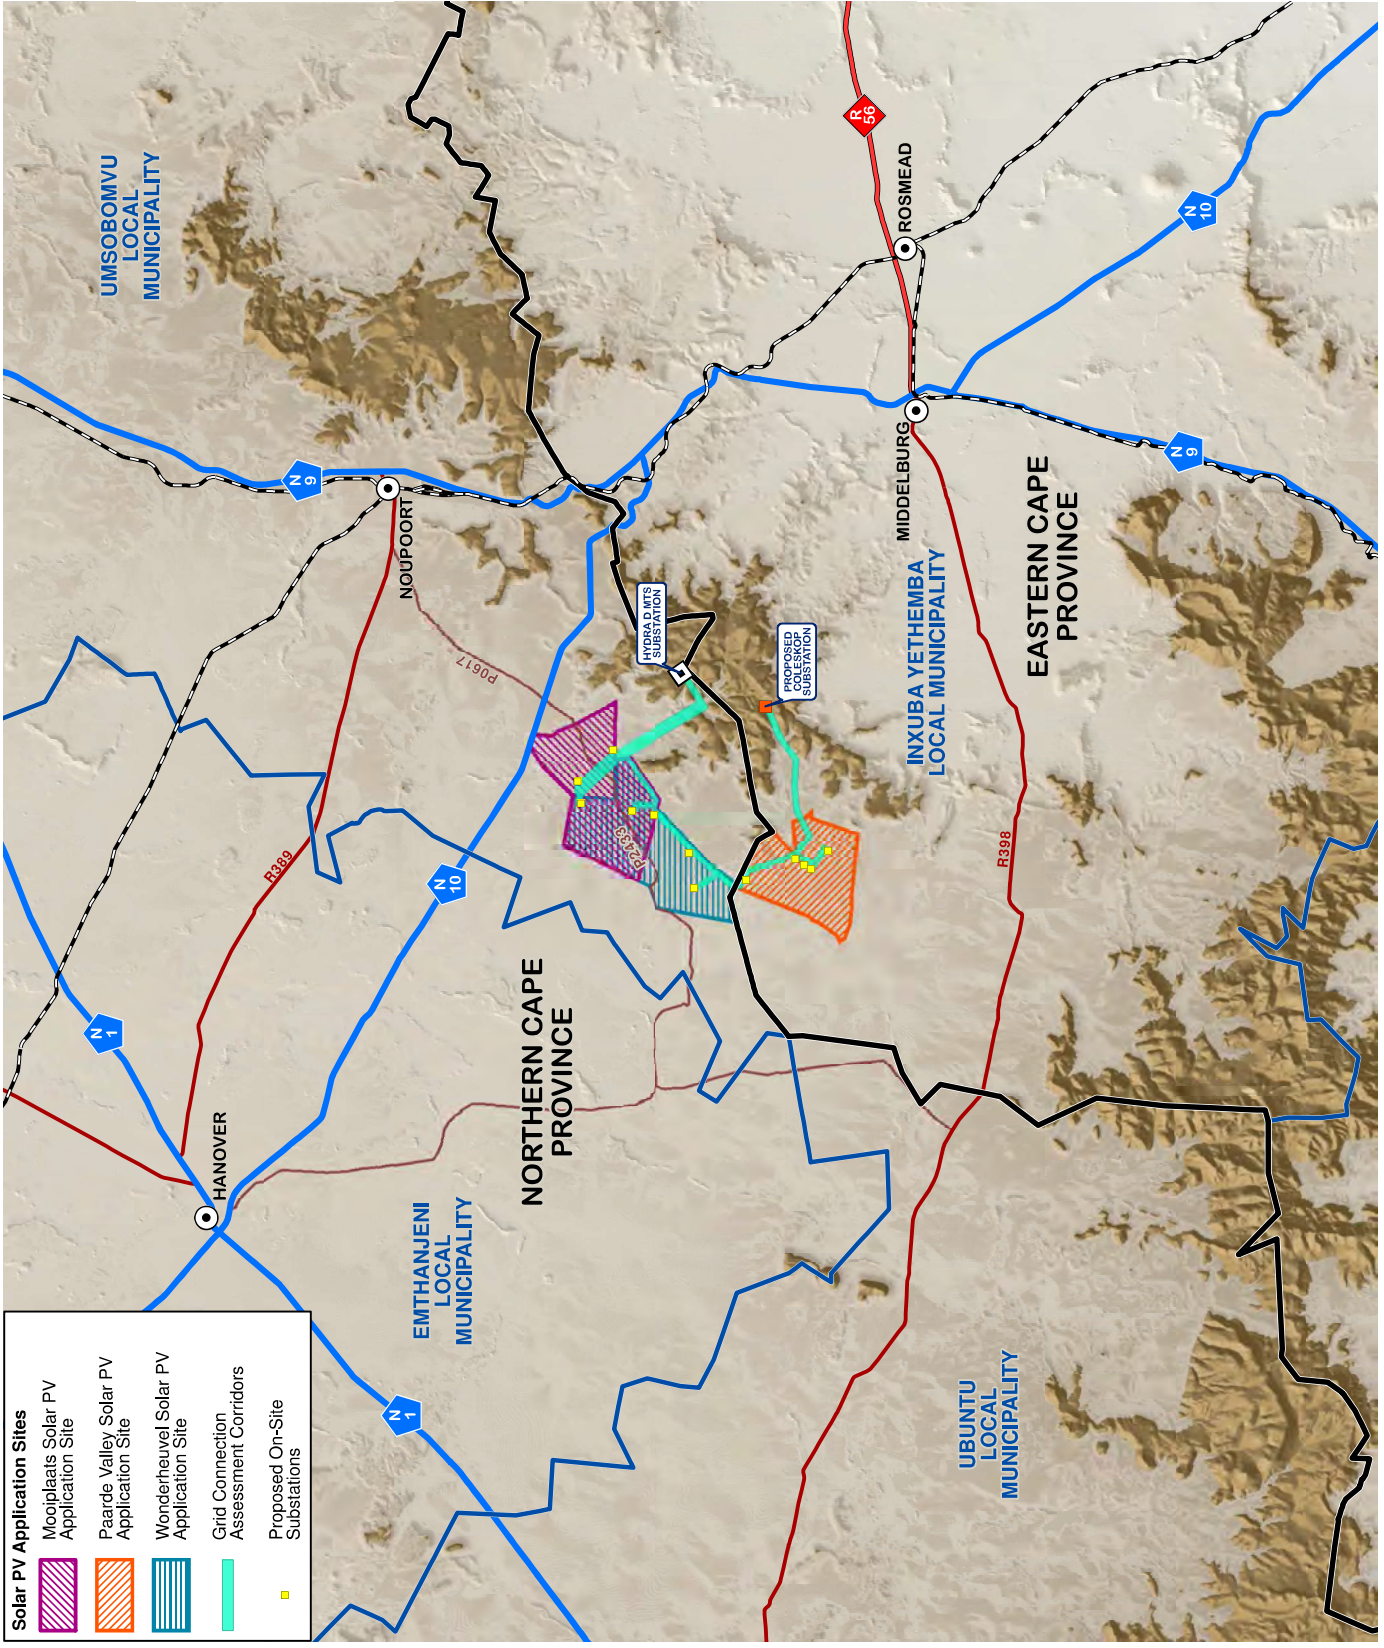 Solar PV Application Sites
Mooiplaats Solar PV
Application Site
Paarde Valley Solar PV
Application Site
Wonderheuvel Solar PV
Application Site
Grid Connection
Assessment Corridors
Proposed On-Site
Substations
HANOVER
N
1
N
1
R389
N
10
NOUPOORT
N
9
P0617
UMSOBOMVU
LOCAL
MUNICIPALITY
EMTHANJENI
LOCAL
MUNICIPALITY
NORTHERN CAPE
PROVINCE
P2433
HYDRA D MTS
SUBSTATION
PROPOSED
COLESKOP
SUBSTATION
R
56
ROSMEAD
MIDDELBURG
INXUBA YETHEMBA
LOCAL MUNICIPALITY
UBUNTU
LOCAL
MUNICIPALITY
R398
EASTERN CAPE
PROVINCE
N
9
N
10